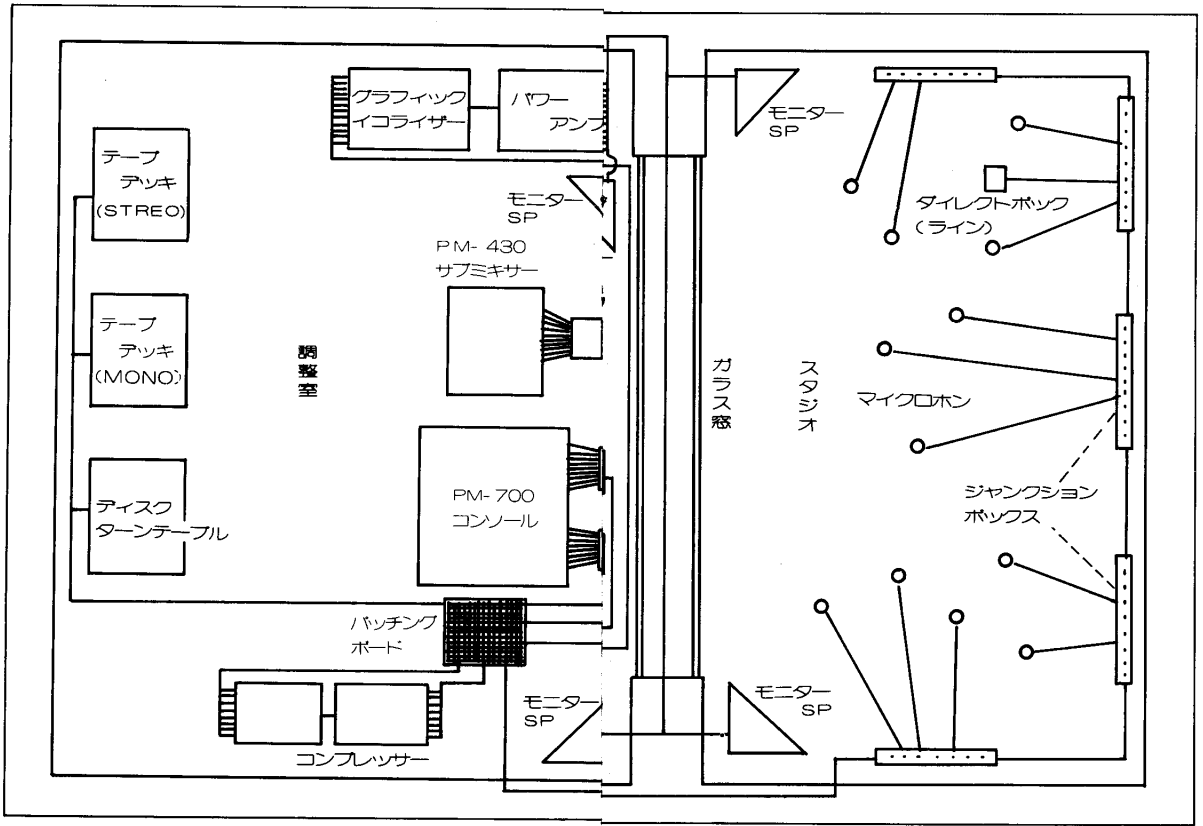 グラフィック
イコライザー
パワー
アンプ
モニター
SP
テープ
デッキ
(STREO)
モニター
SP
ダイレクトボック
(ライン)
PM-430
サブミキサー
テープ
デッキ
(MONO)
調整室
ガラス窓
スタジオ
マイクロホン
ディスク
ターンテーブル
PM-700
コンソール
ジャンクション
ボックス
パッチング
ボード
モニター
SP
モニター
SP
コンプレッサー